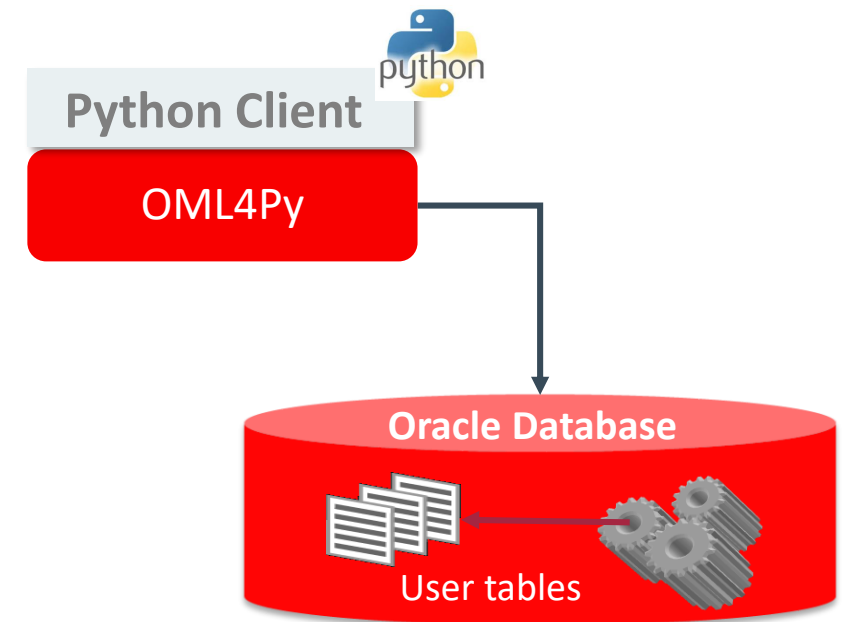 python
Python Client
OML4Py
Oracle Database
User tables